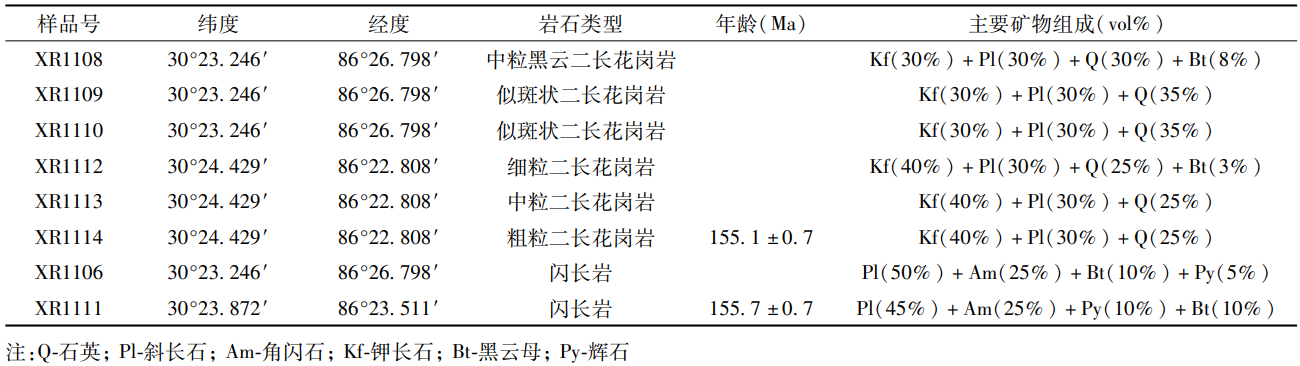 样品号 纬度 经度 岩石类型 年龄(Ma) 主要矿物组成(vol%)
XR1108 30°23.246′ 86°26.798′ 中粒黑云二长花岗岩 Kf(30%)+Pl(30%)+Q(30%)+Bt(8%)
XR1109 30°23.246′ 86°26.798′ 似斑状二长花岗岩 Kf(30%)+Pl(30%)+Q(35%)
XR1110 30°23.246′ 86°26.798′ 似斑状二长花岗岩 Kf(30%)+Pl(30%)+Q(35%)
XR1112 30°24.429′ 86°22.808′ 细粒二长花岗岩 Kf(40%)+Pl(30%)+Q(25%)+Bt(3%)
XR1113 30°24.429′ 86°22.808′ 中粒二长花岗岩 Kf(40%)+Pl(30%)+Q(25%)
XR1114 30°24.429′ 86°22.808′ 粗粒二长花岗岩 155.1±0.7 Kf(40%)+Pl(30%)+Q(25%)
XR1106 30°23.246′ 86°26.798′ 闪长岩 Pl(50%)+Am(25%)+Bt(10%)+Py(5%)
XR1111 30°23.872′ 86°23.511′ 闪长岩 155.7±0.7 Pl(45%)+Am(25%)+Py(10%)+Bt(10%)
注:Q-石英; Pl-斜长石; Am-角闪石; Kf-钾长石; Bt-黑云母; Py-辉石